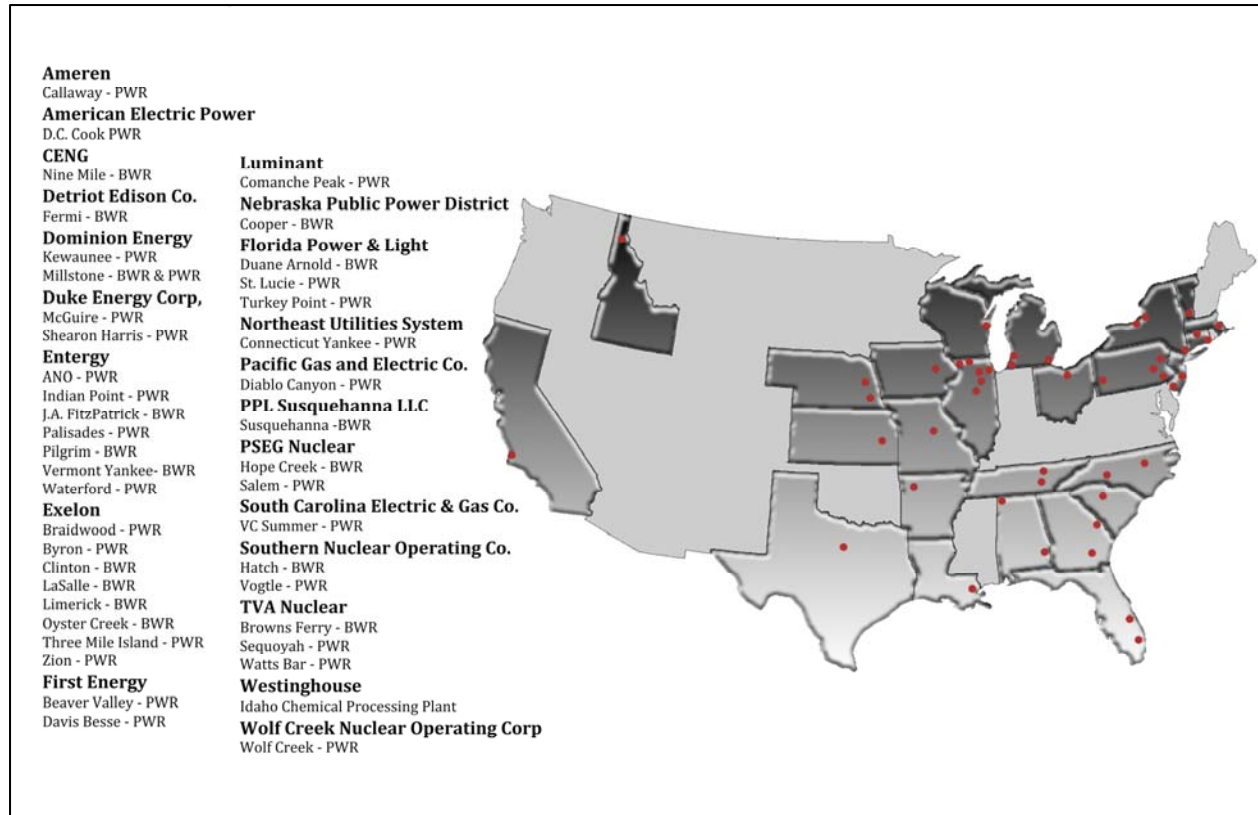 Ameren
Callaway - PWR
American Electric Power
D.C. Cook PWR
CENG
Nine Mile - BWR
Detriot Edison Co.
Fermi - BWR
Dominion Energy
Kewaunee - PWR
Millstone - BWR & PWR
Duke Energy Corp,
McGuire - PWR
Shearon Harris - PWR
Entergy
ANO - PWR
Indian Point - PWR
J.A. FitzPatrick - BWR
Palisades - PWR
Pilgrim - BWR
Vermont Yankee- BWR
Waterford - PWR
Exelon
Braidwood - PWR
Byron - PWR
Clinton - BWR
LaSalle - BWR
Limerick - BWR
Oyster Creek - BWR
Three Mile Island - PWR
Zion - PWR
First Energy
Beaver Valley - PWR
Davis Besse - PWR
Luminant
Comanche Peak - PWR
Nebraska Public Power District
Cooper - BWR
Florida Power & Light
Duane Arnold - BWR
St. Lucie - PWR
Turkey Point - PWR
Northeast Utilities System
Connecticut Yankee - PWR
Pacific Gas and Electric Co.
Diablo Canyon - PWR
PPL Susquehanna LLC
Susquehanna -BWR
PSEG Nuclear
Hope Creek - BWR
Salem - PWR
South Carolina Electric & Gas Co.
VC Summer - PWR
Southern Nuclear Operating Co.
Hatch - BWR
Vogtle - PWR
TVA Nuclear
Browns Ferry - BWR
Sequoyah - PWR
Watts Bar - PWR
Westinghouse
Idaho Chemical Processing Plant
Wolf Creek Nuclear Operating Corp
Wolf Creek - PWR